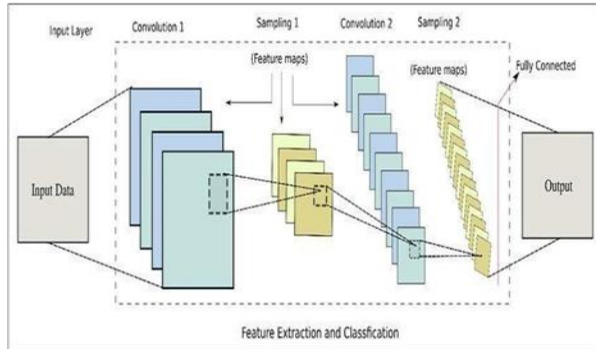 Input Layer
Convolution 1
Sampling 1
Convolution 2
Sampling 2
(Feature maps)
(Feature maps)
Fully Connected
Input Data
Output
Feature Extraction and Classfication